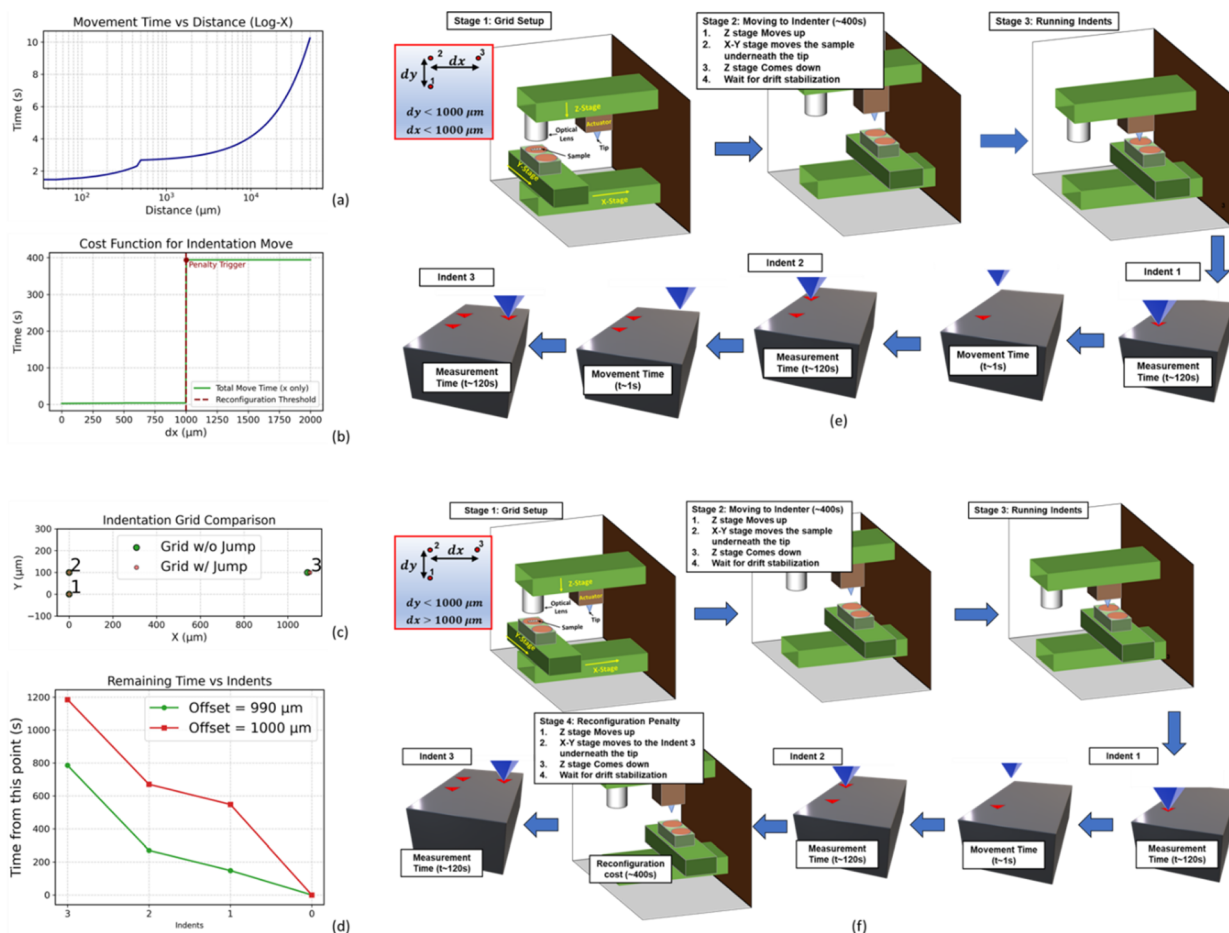 Movement Time vs Distance (Log-X)
Time (s)
10
8
6
4
2
10²
10³
10⁴
Distance (µm)
(a)
Cost Function for Indentation Move
Time (s)
400
300
200
100
0
Penalty Trigger
Total Move Time (x only)
Reconfiguration Threshold
0 250 500 750 1000 1250 1500 1750 2000
dx (µm)
(b)
Stage 1: Grid Setup
2
3
dx
dy
1
dy < 1000 µm
dx < 1000 µm
Z-Stage
Optical
Lens
Actuator
Tip
Sample
Y-Stage
X-Stage
Stage 2: Moving to Indenter (~400s)
1. Z stage Moves up
2. X-Y stage moves the sample
underneath the tip
3. Z stage Comes down
4. Wait for drift stabilization
Stage 3: Running Indents
Indent 3
Measurement
Time (t~120s)
Movement Time
(t~1s)
Indent 2
Measurement
Time (t~120s)
Movement Time
(t~1s)
Indent 1
Measurement
Time (t~120s)
(e)
Indentation Grid Comparison
Y (µm)
300
200
100
0
−100
2
1
Grid w/o Jump
Grid w/ Jump
3
0 200 400 600 800 1000
X (µm)
(c)
Remaining Time vs Indents
Time from this point (s)
1200
1000
800
600
400
200
0
Offset = 990 µm
Offset = 1000 µm
3 2 1 0
Indents
(d)
Stage 1: Grid Setup
2
3
dx
dy
1
dy < 1000 µm
dx > 1000 µm
Z-Stage
Optical
Lens
Actuator
Tip
Sample
Y-Stage
X-Stage
Stage 2: Moving to Indenter (~400s)
1. Z stage Moves up
2. X-Y stage moves the sample
underneath the tip
3. Z stage Comes down
4. Wait for drift stabilization
Stage 3: Running Indents
Stage 4: Reconfiguration Penalty
1. Z stage Moves up
2. X-Y stage moves to the Indent 3
underneath the tip
3. Z stage Comes down
4. Wait for drift stabilization
Indent 3
Measurement
Time (t~120s)
Reconfiguration
cost (~400s)
Indent 2
Measurement
Time (t~120s)
Movement Time
(t~1s)
Indent 1
Measurement
Time (t~120s)
(f)